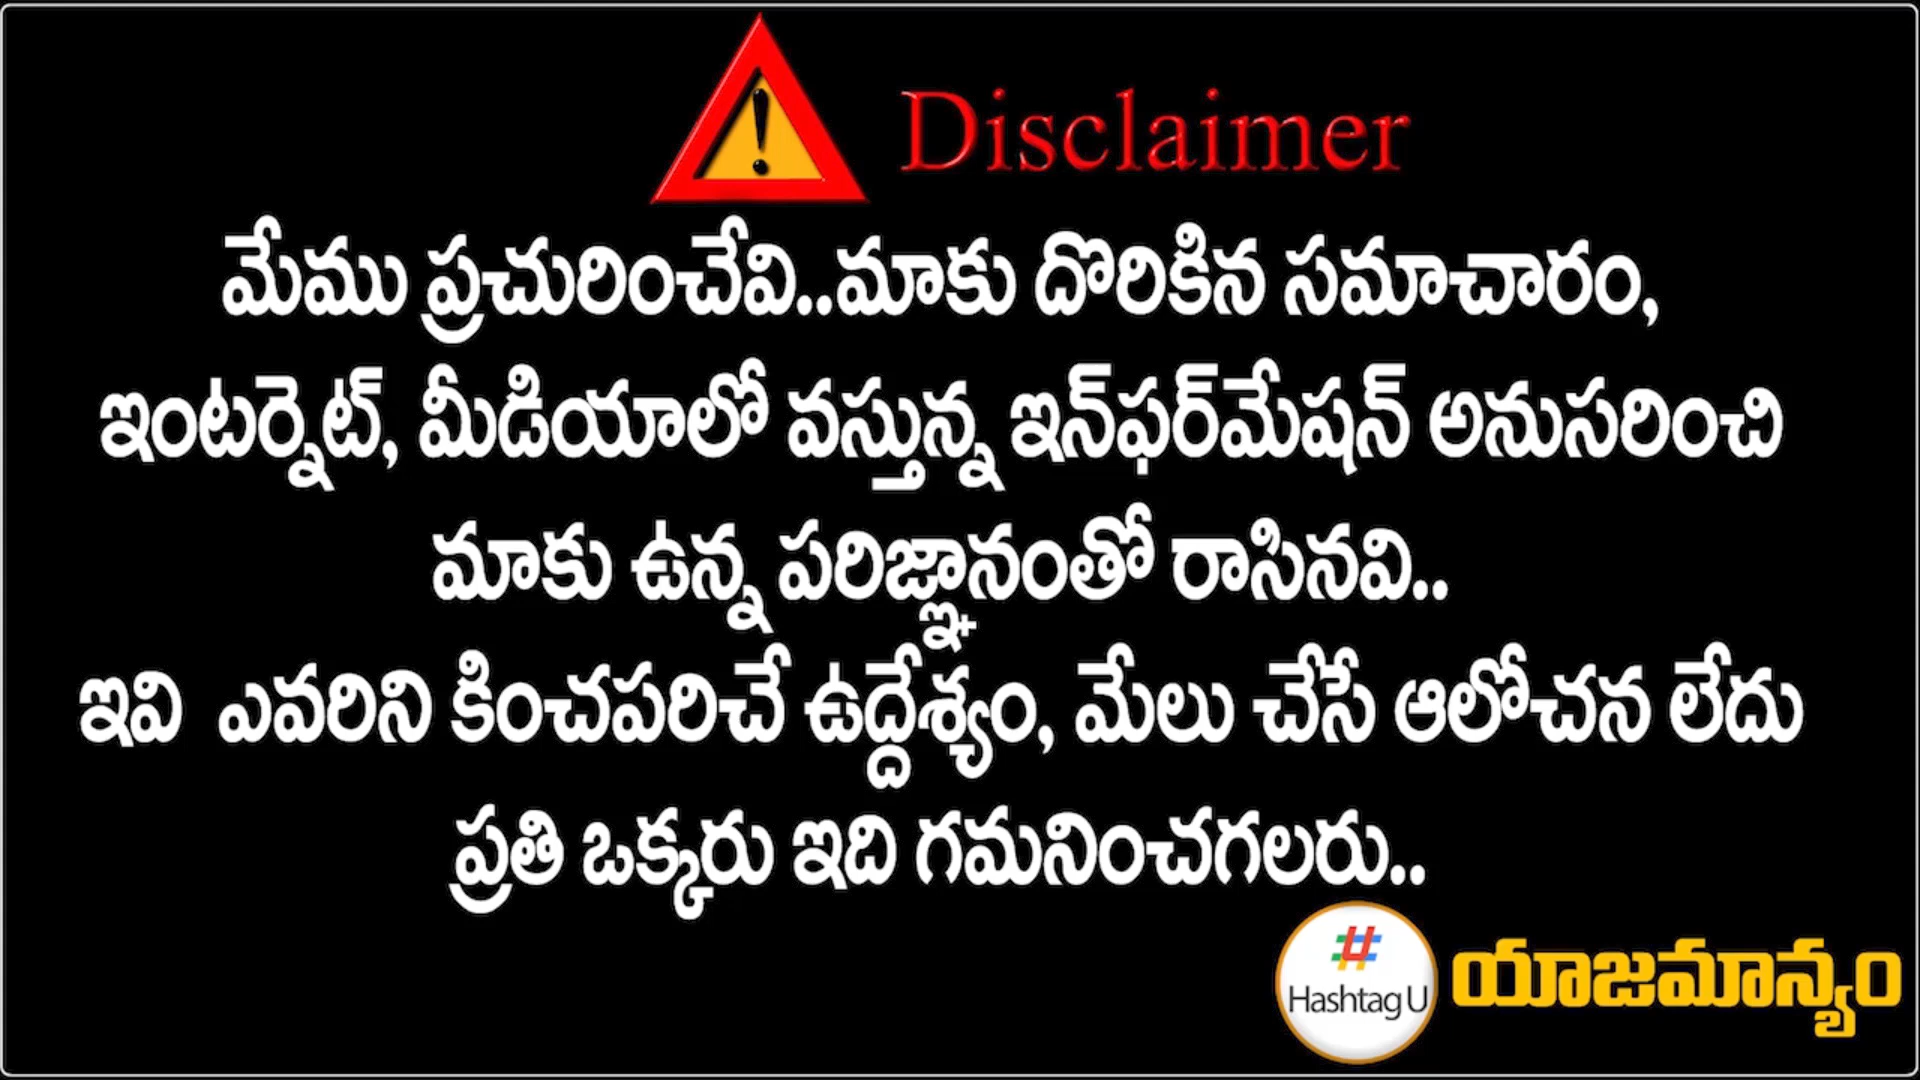 Disclaimer
మేము ప్రచురించేవి..మాకు దొరికిన సమాచారం,
ఇంటర్నెట్, మీడియాలో వస్తున్న ఇన్‌ఫర్‌మేషన్ అనుసరించి
మాకు ఉన్న పరిజ్ఞానంతో రాసినవి..
ఇవి ఎవరిని కించపరిచే ఉద్దేశ్యం, మేలు చేసే ఆలోచన లేదు
ప్రతి ఒక్కరు ఇది గమనించగలరు..
# Hashtag U
యాజమాన్యం